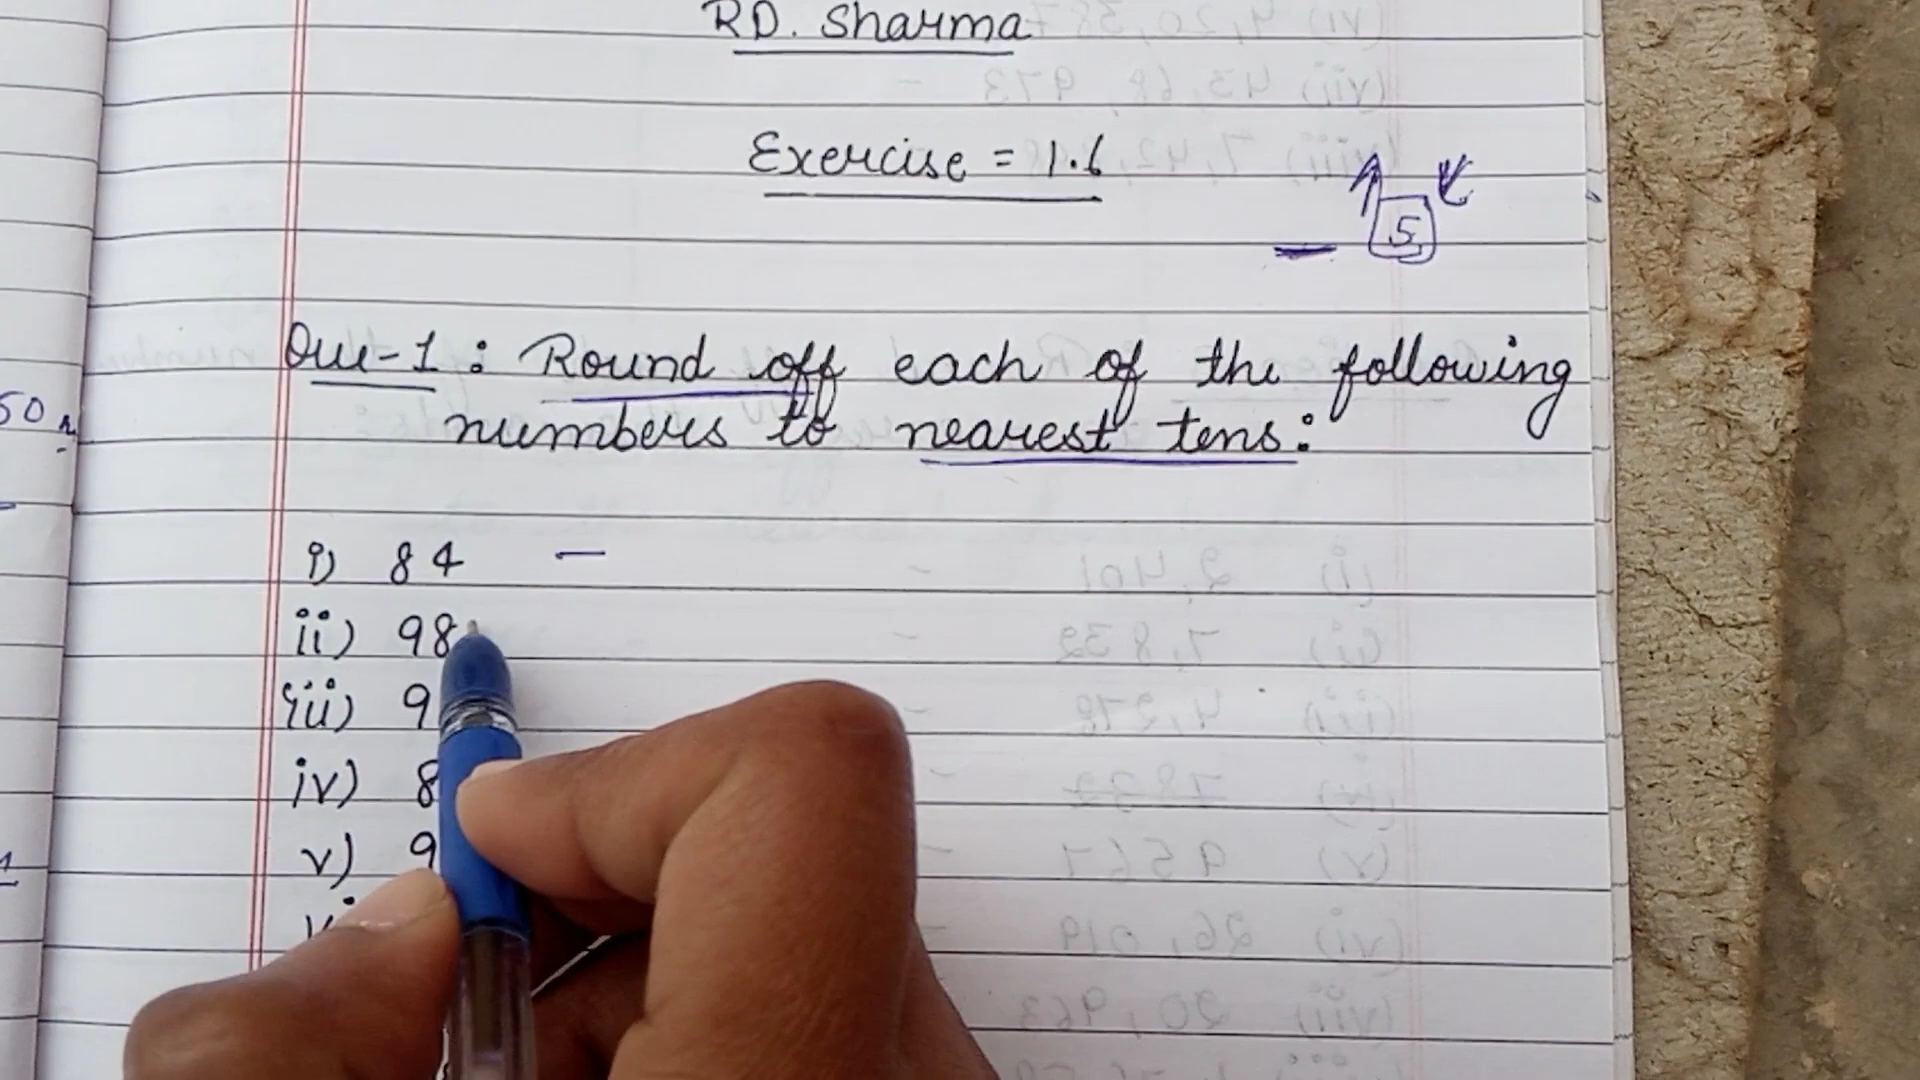 RD. Sharma
Exercise = 1.6
5
Que-1: Round off each of the following
numbers to nearest tens:
i) 84 —
ii) 98
iii) 9
iv) 8
v) 9
50